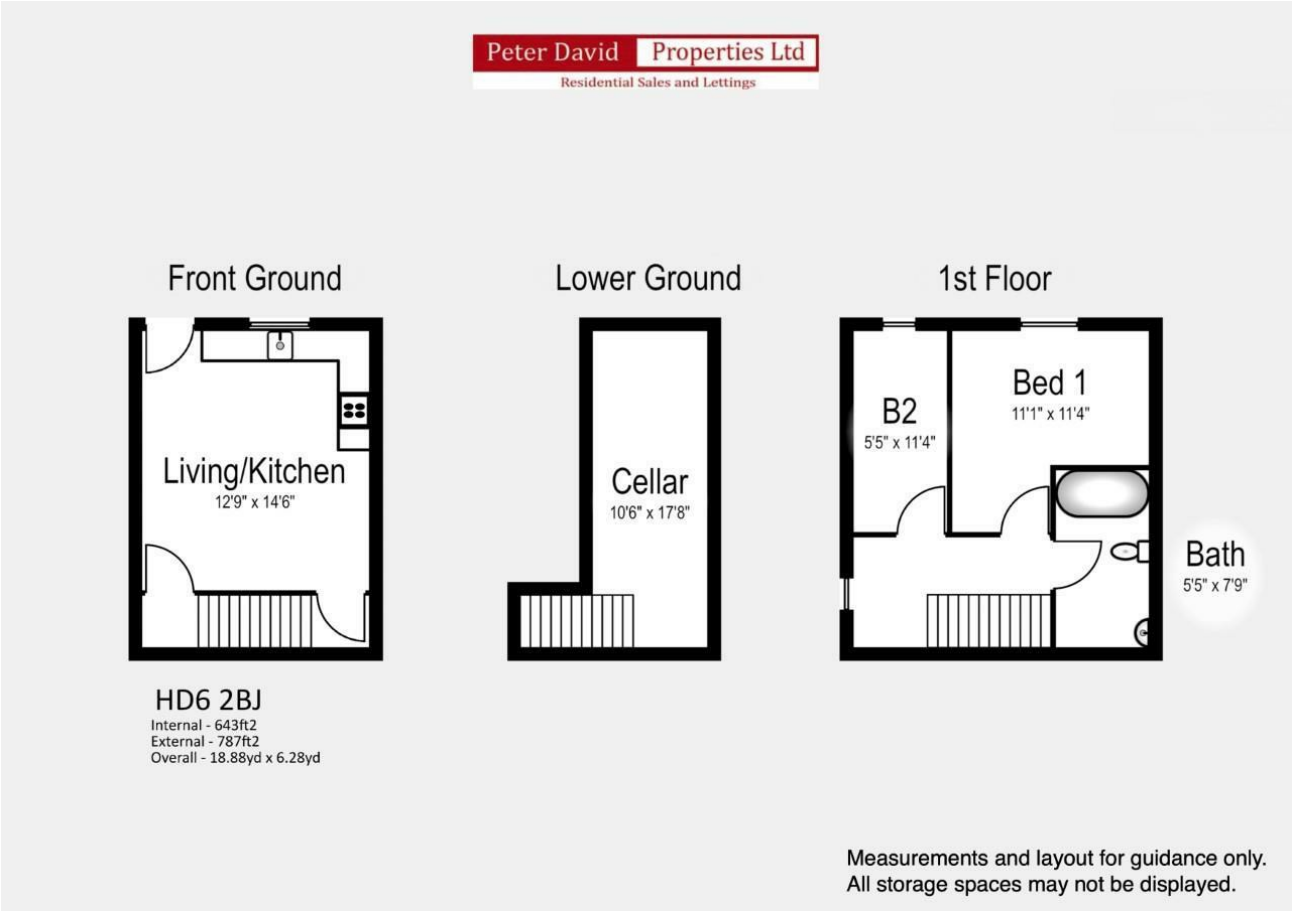 Peter David Properties Ltd
Residential Sales and Lettings
Front Ground
Lower Ground
1st Floor
Living/Kitchen
12'9" x 14'6"
Cellar
10'6" x 17'8"
B2
5'5" x 11'4"
Bed 1
11'1" x 11'4"
Bath
5'5" x 7'9"
HD6 2BJ
Internal - 643ft2
External - 787ft2
Overall - 18.88yd x 6.28yd
Measurements and layout for guidance only.
All storage spaces may not be displayed.